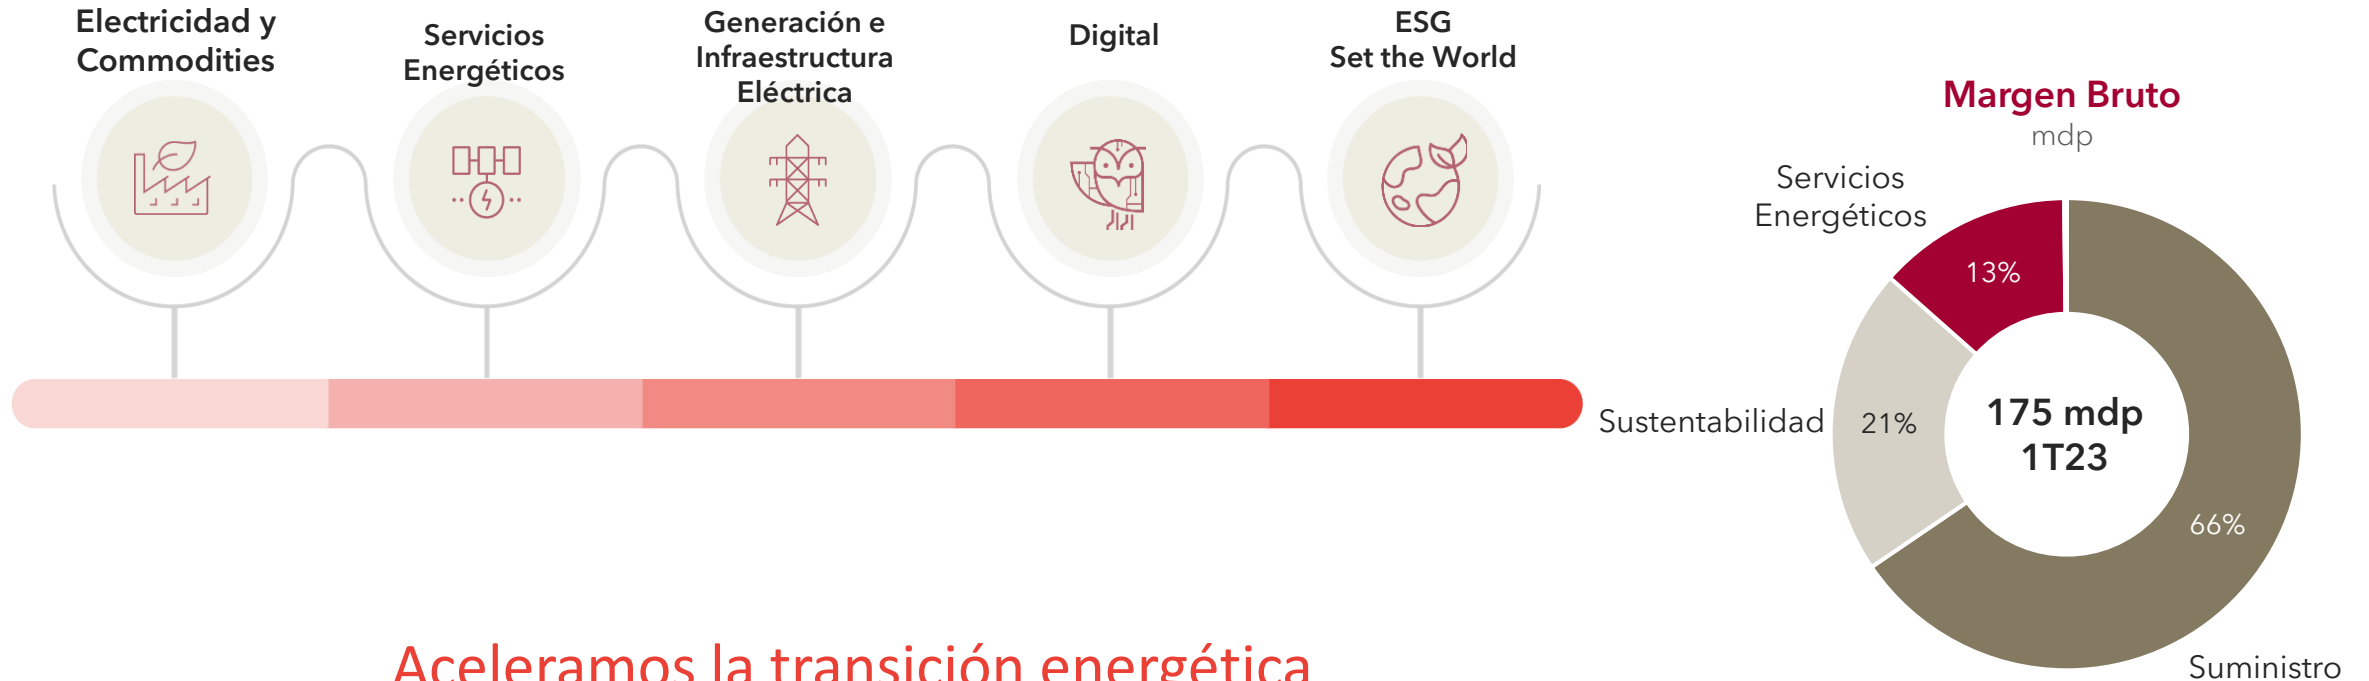 Electricidad y
Commodities
Servicios
Energéticos
Generación e
Infraestructura
Eléctrica
Digital
ESG
Set the World
Margen Bruto
mdp
Servicios
Energéticos
13%
Sustentabilidad
21%
175 mdp
1T23
66%
Suministro
Aceleramos la transición energética